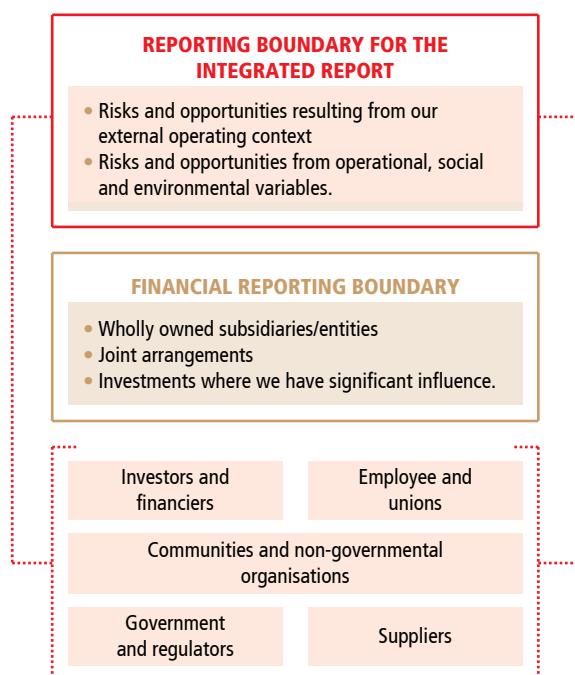 REPORTING BOUNDARY FOR THE
INTEGRATED REPORT
• Risks and opportunities resulting from our
external operating context
• Risks and opportunities from operational, social
and environmental variables.
FINANCIAL REPORTING BOUNDARY
• Wholly owned subsidiaries/entities
• Joint arrangements
• Investments where we have significant influence.
Investors and
financiers
Employee and
unions
Communities and non-governmental
organisations
Government
and regulators
Suppliers